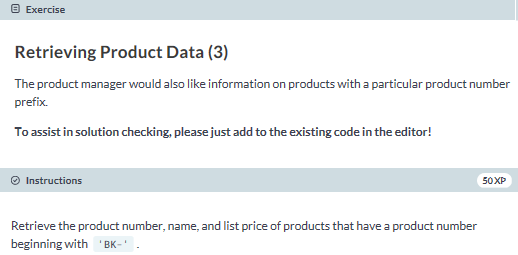 Exercise
Retrieving Product Data (3)
The product manager would also like information on products with a particular product number
prefix.
To assist in solution checking, please just add to the existing code in the editor!
Instructions
50 XP
Retrieve the product number, name, and list price of products that have a product number
beginning with 'BK-' .